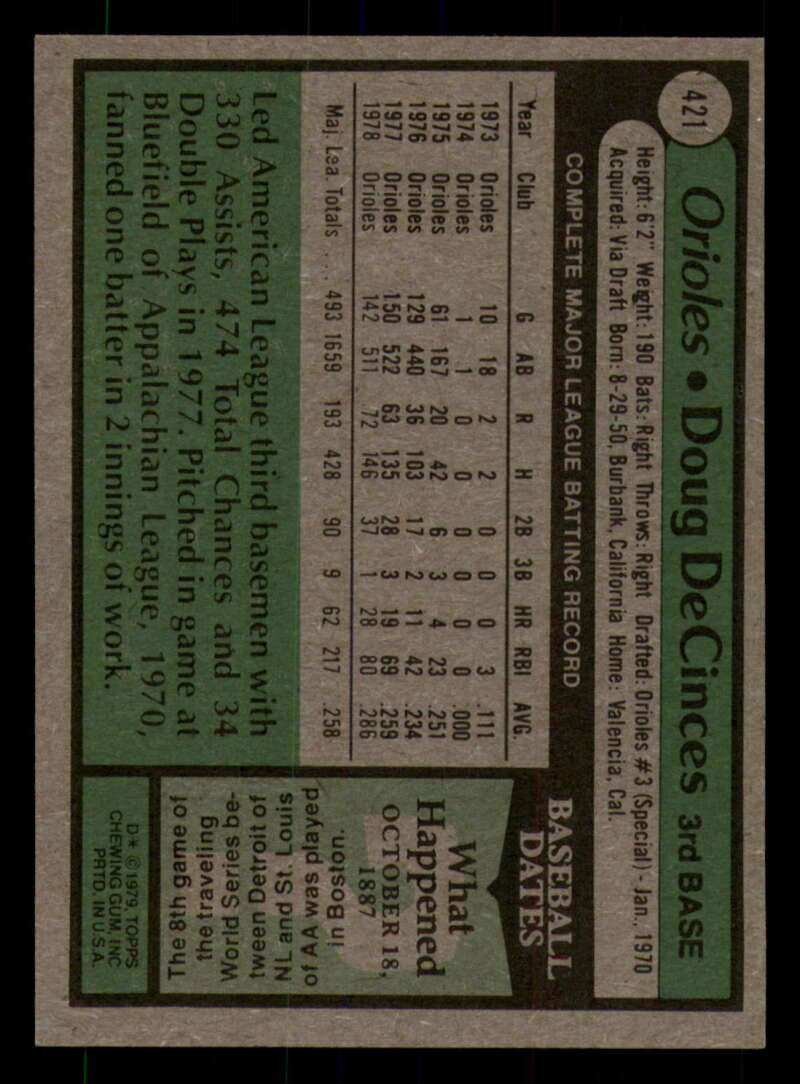 421
Orioles • Doug DeCinces 3rd BASE
Height: 6'2" Weight: 190 Bats: Right Throws: Right Drafted: Orioles #3 (Special) - Jan., 1970
Acquired: Via Draft Born: 8-29-50, Burbank, California Home: Valencia, Cal.
COMPLETE MAJOR LEAGUE BATTING RECORD
Year Club G AB R H 2B 3B HR RBI AVG.
1973 Orioles 10 18 2 2 0 0 0 3 .111
1974 Orioles 1 1 0 0 0 0 0 0 .000
1975 Orioles 61 167 20 42 6 3 4 23 .251
1976 Orioles 129 440 36 103 17 2 11 42 .234
1977 Orioles 150 522 63 135 28 3 19 69 .259
1978 Orioles 142 511 72 146 37 1 28 80 .286
Maj. Lea. Totals .... 493 1659 193 428 90 9 62 217 .258
Led American League third basemen with
330 Assists, 474 Total Chances and 34
Double Plays in 1977. Pitched in game at
Bluefield of Appalachian League, 1970,
fanned one batter in 2 innings of work.
BASEBALL
DATES
What
Happened
OCTOBER 18,
1887
The 8th game of
the traveling
World Series be-
tween Detroit of
NL and St. Louis
of AA was played
in Boston.
D* ©1979, TOPPS
CHEWING GUM, INC
PRTD. IN U.S.A.